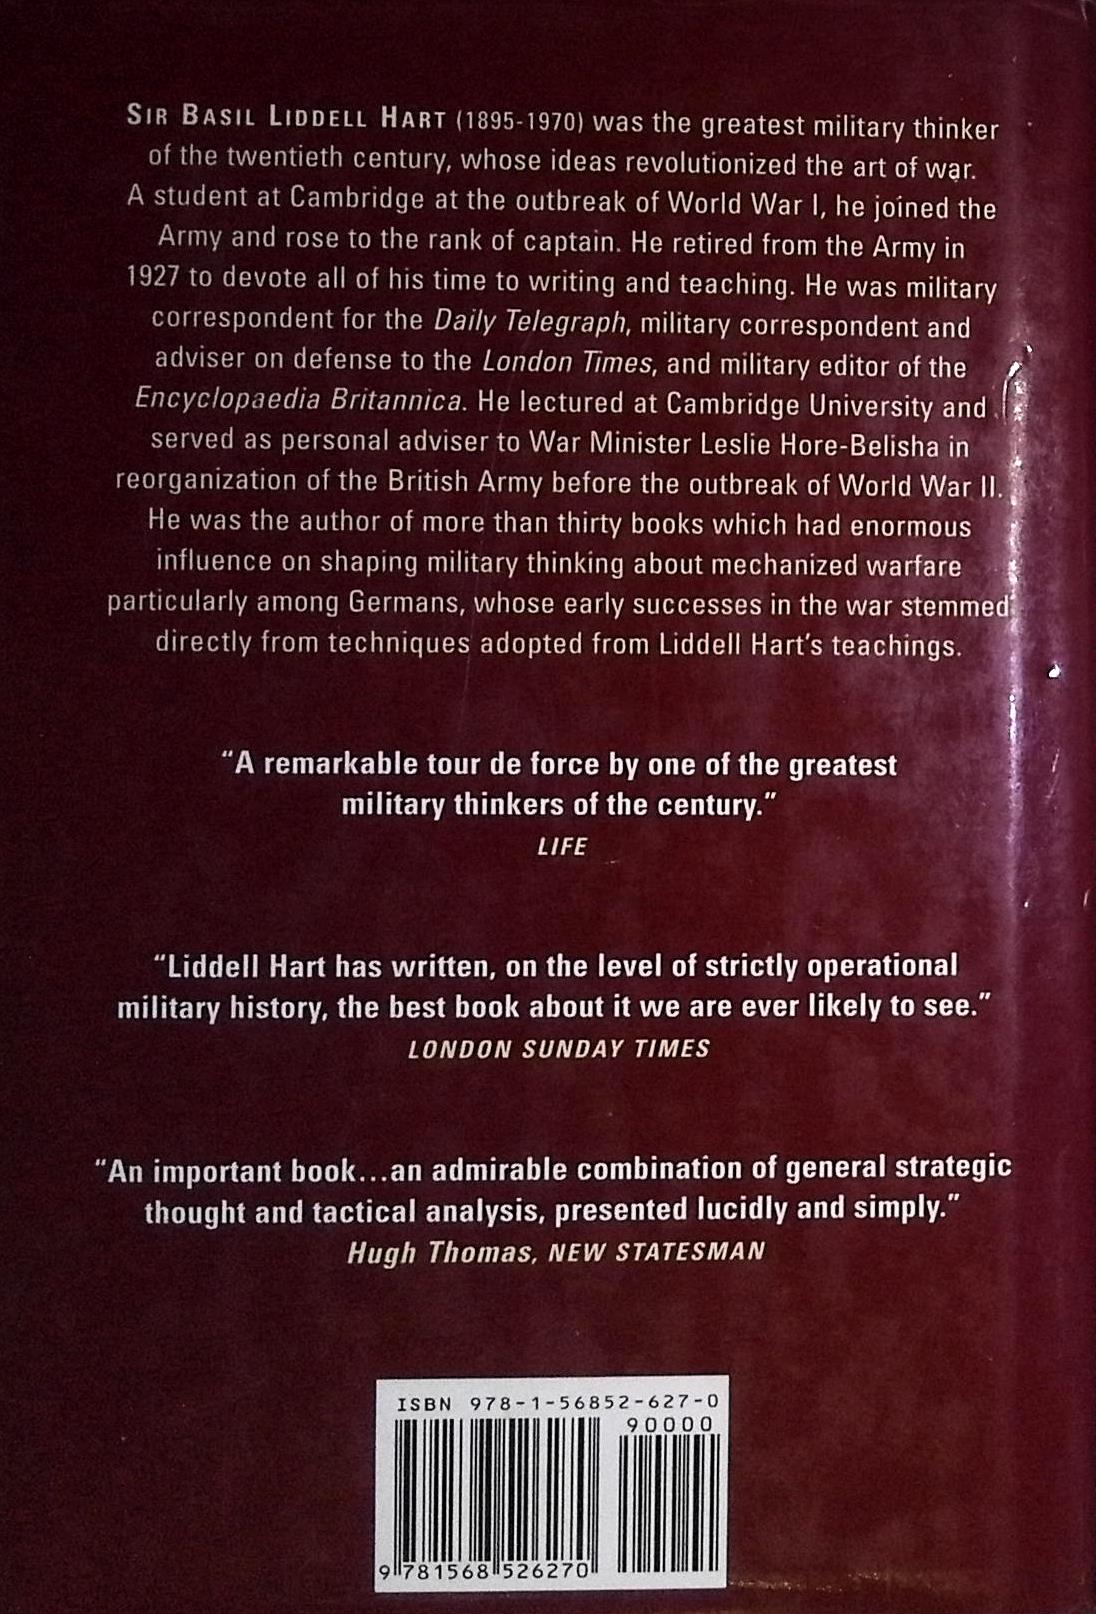 SIR BASIL LIDDELL HART (1895-1970) was the greatest military thinker
of the twentieth century, whose ideas revolutionized the art of war.
A student at Cambridge at the outbreak of World War I, he joined the
Army and rose to the rank of captain. He retired from the Army in
1927 to devote all of his time to writing and teaching. He was military
correspondent for the Daily Telegraph, military correspondent and
adviser on defense to the London Times, and military editor of the
Encyclopaedia Britannica. He lectured at Cambridge University and
served as personal adviser to War Minister Leslie Hore-Belisha in
reorganization of the British Army before the outbreak of World War II.
He was the author of more than thirty books which had enormous
influence on shaping military thinking about mechanized warfare
particularly among Germans, whose early successes in the war stemmed
directly from techniques adopted from Liddell Hart's teachings.
“A remarkable tour de force by one of the greatest
military thinkers of the century.”
LIFE
“Liddell Hart has written, on the level of strictly operational
military history, the best book about it we are ever likely to see.”
LONDON SUNDAY TIMES
“An important book...an admirable combination of general strategic
thought and tactical analysis, presented lucidly and simply.”
Hugh Thomas, NEW STATESMAN
ISBN 978-1-56852-627-0
90000
9 781568 526270